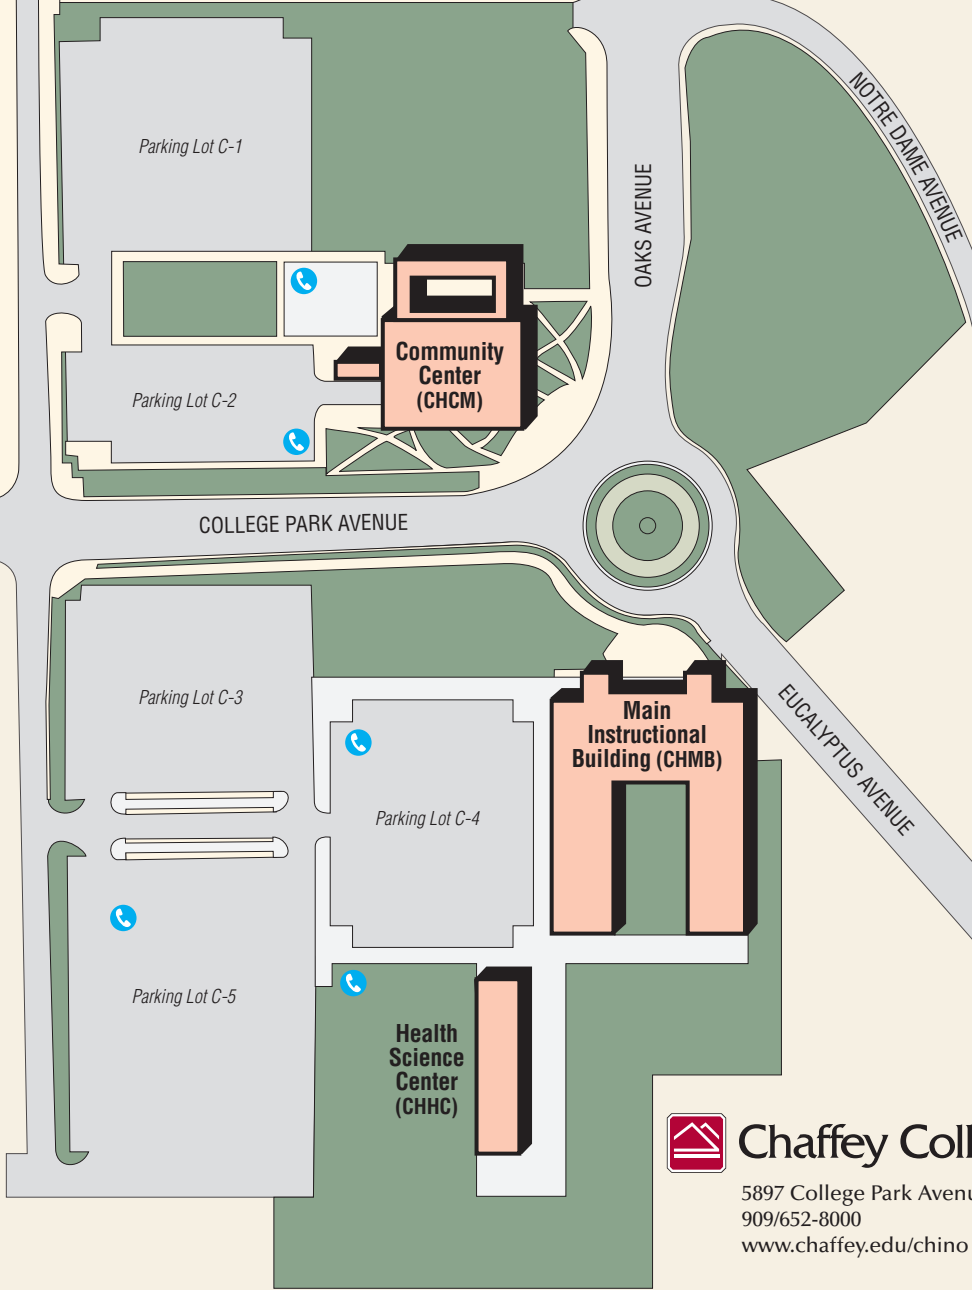 NOTRE DAME AVENUE
Parking Lot C-1
OAKS AVENUE
Community
Center
(CHCM)
Parking Lot C-2
COLLEGE PARK AVENUE
Parking Lot C-3
EUCALYPTUS AVENUE
Main
Instructional
Building (CHMB)
Parking Lot C-4
Parking Lot C-5
Health
Science
Center
(CHHC)
Chaffey Coll
5897 College Park Avenu
909/652-8000
www.chaffey.edu/chino